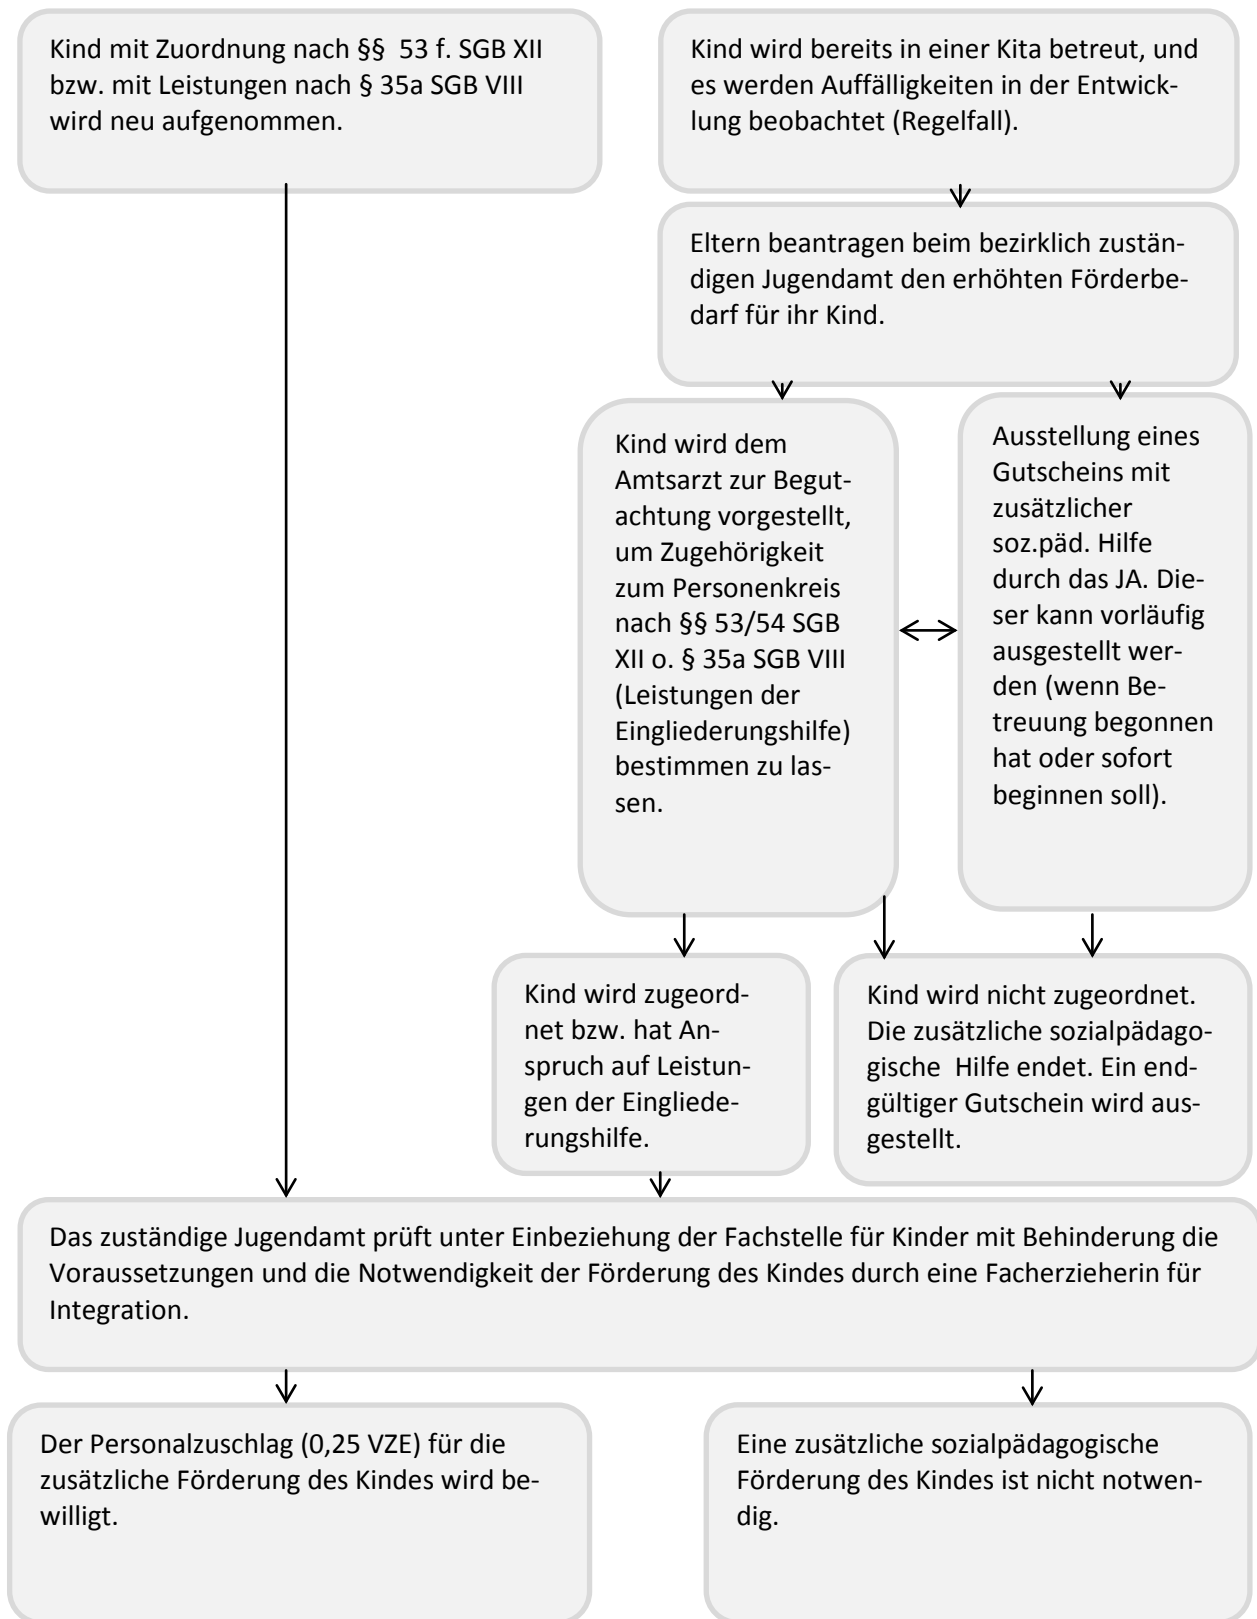 Kind mit Zuordnung nach §§  53 f. SGB XII
bzw. mit Leistungen nach § 35a SGB VIII
wird neu aufgenommen.
Kind wird bereits in einer Kita betreut, und
es werden Auffälligkeiten in der Entwick-
lung beobachtet (Regelfall).
Eltern beantragen beim bezirklich zustän-
digen Jugendamt den erhöhten Förderbe-
darf für ihr Kind.
Kind wird dem
Amtsarzt zur Begut-
achtung vorgestellt,
um Zugehörigkeit
zum Personenkreis
nach §§ 53/54 SGB
XII o. § 35a SGB VIII
(Leistungen der
Eingliederungshilfe)
bestimmen zu las-
sen.
Ausstellung eines
Gutscheins mit
zusätzlicher
soz.päd. Hilfe
durch das JA. Die-
ser kann vorläufig
ausgestellt wer-
den (wenn Be-
treuung begonnen
hat oder sofort
beginnen soll).
Kind wird zugeord-
net bzw. hat An-
spruch auf Leistun-
gen der Eingliede-
rungshilfe.
Kind wird nicht zugeordnet.
Die zusätzliche sozialpädago-
gische  Hilfe endet. Ein end-
gültiger Gutschein wird aus-
gestellt.
Das zuständige Jugendamt prüft unter Einbeziehung der Fachstelle für Kinder mit Behinderung die
Voraussetzungen und die Notwendigkeit der Förderung des Kindes durch eine Facherzieherin für
Integration.
Der Personalzuschlag (0,25 VZE) für die
zusätzliche Förderung des Kindes wird be-
willigt.
Eine zusätzliche sozialpädagogische
Förderung des Kindes ist nicht notwen-
dig.